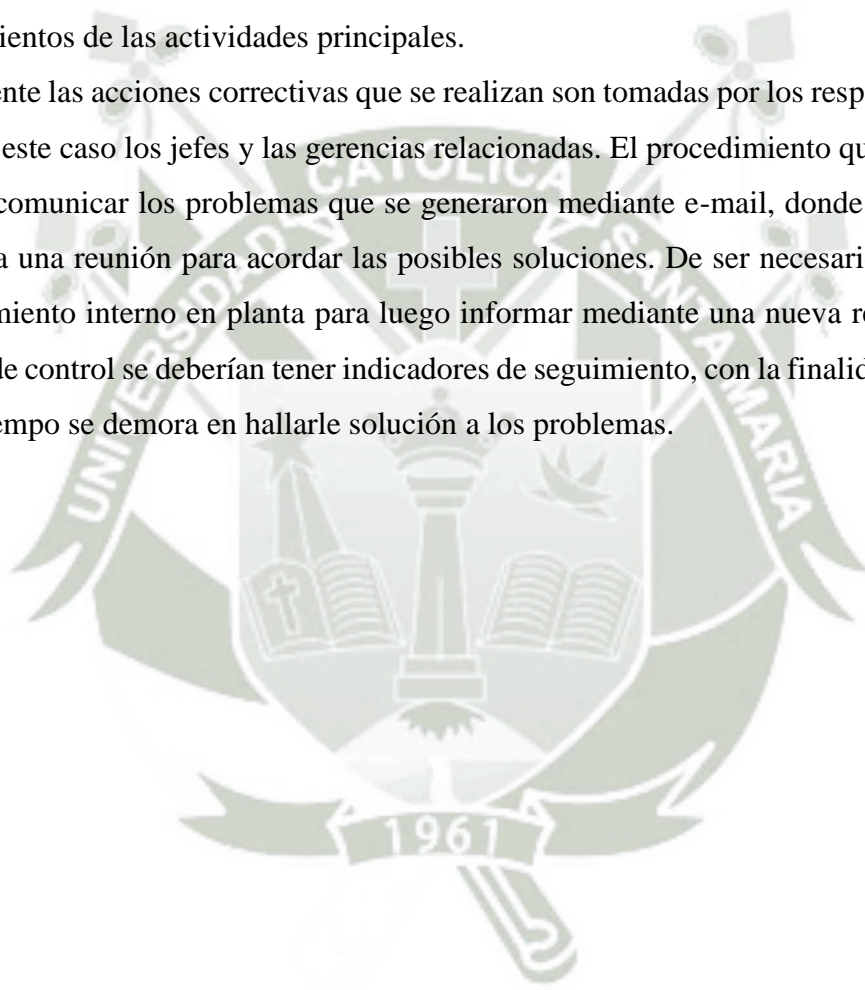 ientos de las actividades principales.
ente las acciones correctivas que se realizan son tomadas por los resp
este caso los jefes y las gerencias relacionadas. El procedimiento qu
comunicar los problemas que se generaron mediante e-mail, donde
a una reunión para acordar las posibles soluciones. De ser necesari
miento interno en planta para luego informar mediante una nueva re
de control se deberían tener indicadores de seguimiento, con la finalid
empo se demora en hallarle solución a los problemas.
UNIVERSIDAD CATOLICA SANTA MARIA
1961